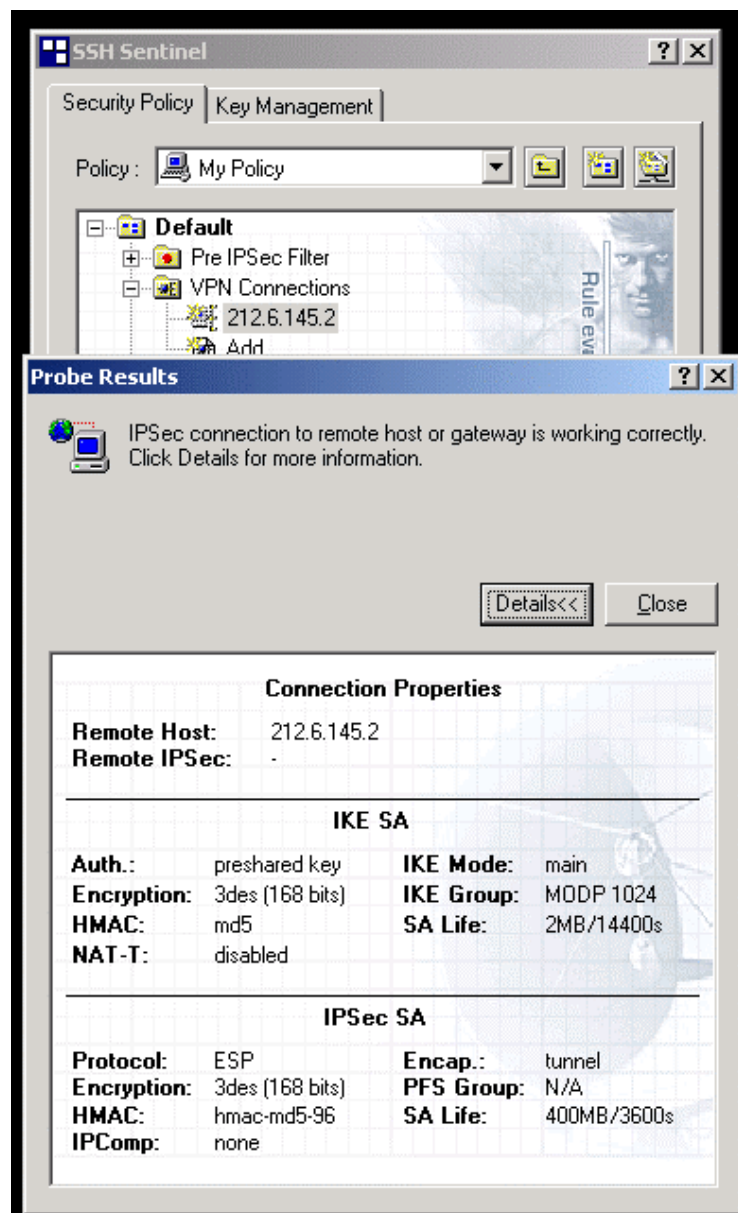 SSH Sentinel
Security Policy Key Management
Policy : My Policy
Default
Pre IPSec Filter
VPN Connections
212.6.145.2
Add
Rule eva
Probe Results
IPSec connection to remote host or gateway is working correctly.
Click Details for more information.
Details<< Close
Connection Properties
Remote Host: 212.6.145.2
Remote IPSec: -
IKE SA
Auth.: preshared key IKE Mode: main
Encryption: 3des (168 bits) IKE Group: MODP 1024
HMAC: md5 SA Life: 2MB/14400s
NAT-T: disabled
IPSec SA
Protocol: ESP Encap.: tunnel
Encryption: 3des (168 bits) PFS Group: N/A
HMAC: hmac-md5-96 SA Life: 400MB/3600s
IPComp: none